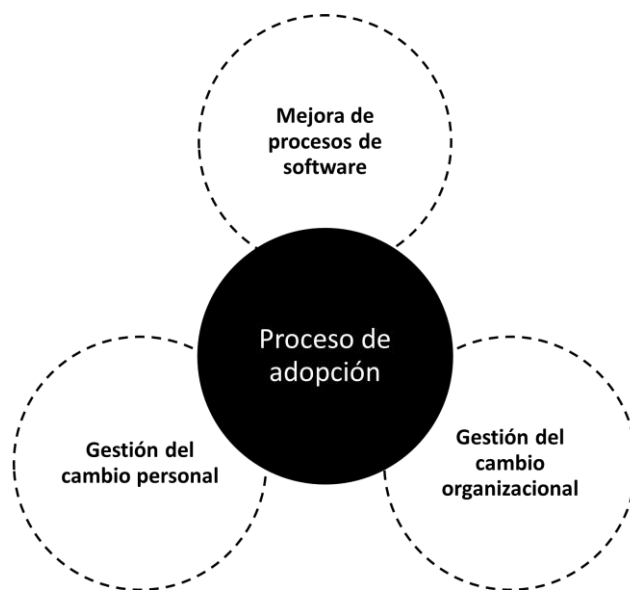 Mejora de
procesos de
software
Proceso de
adopción
Gestión del
cambio personal
Gestión del
cambio
organizacional